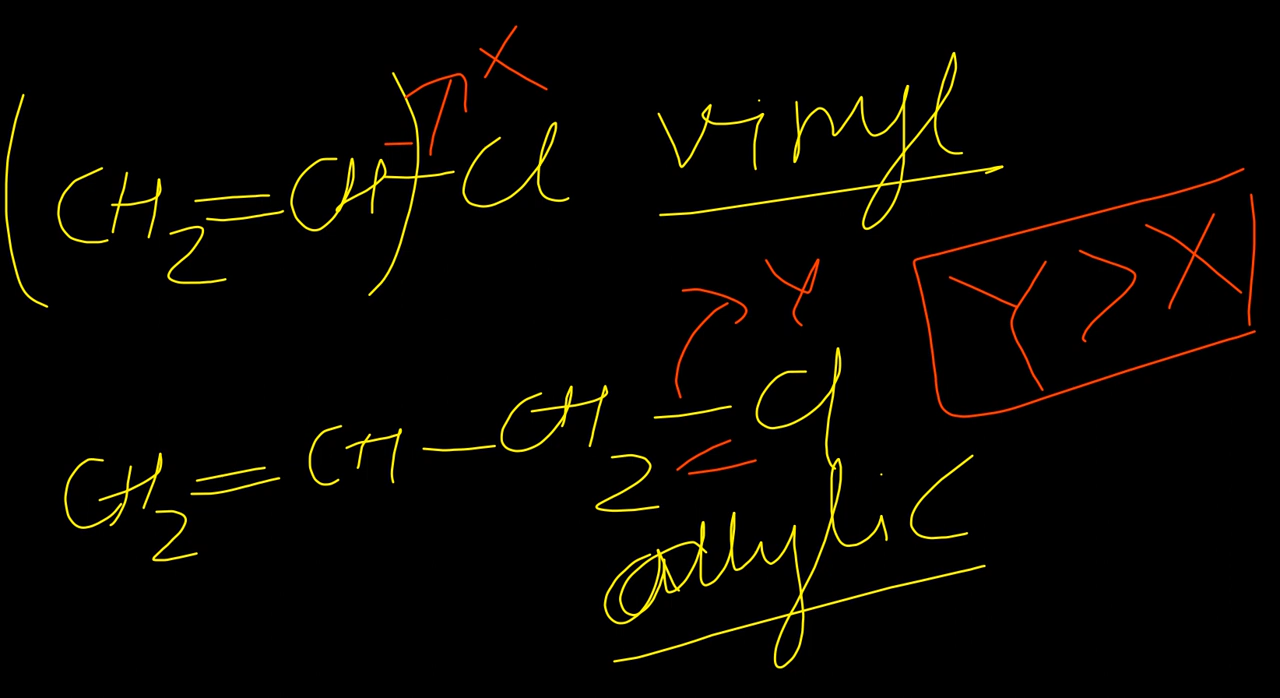 X
(CH2=CH)-Cl vinyl
Y
Y > X
CH2=CH-CH2-Cl
allylic